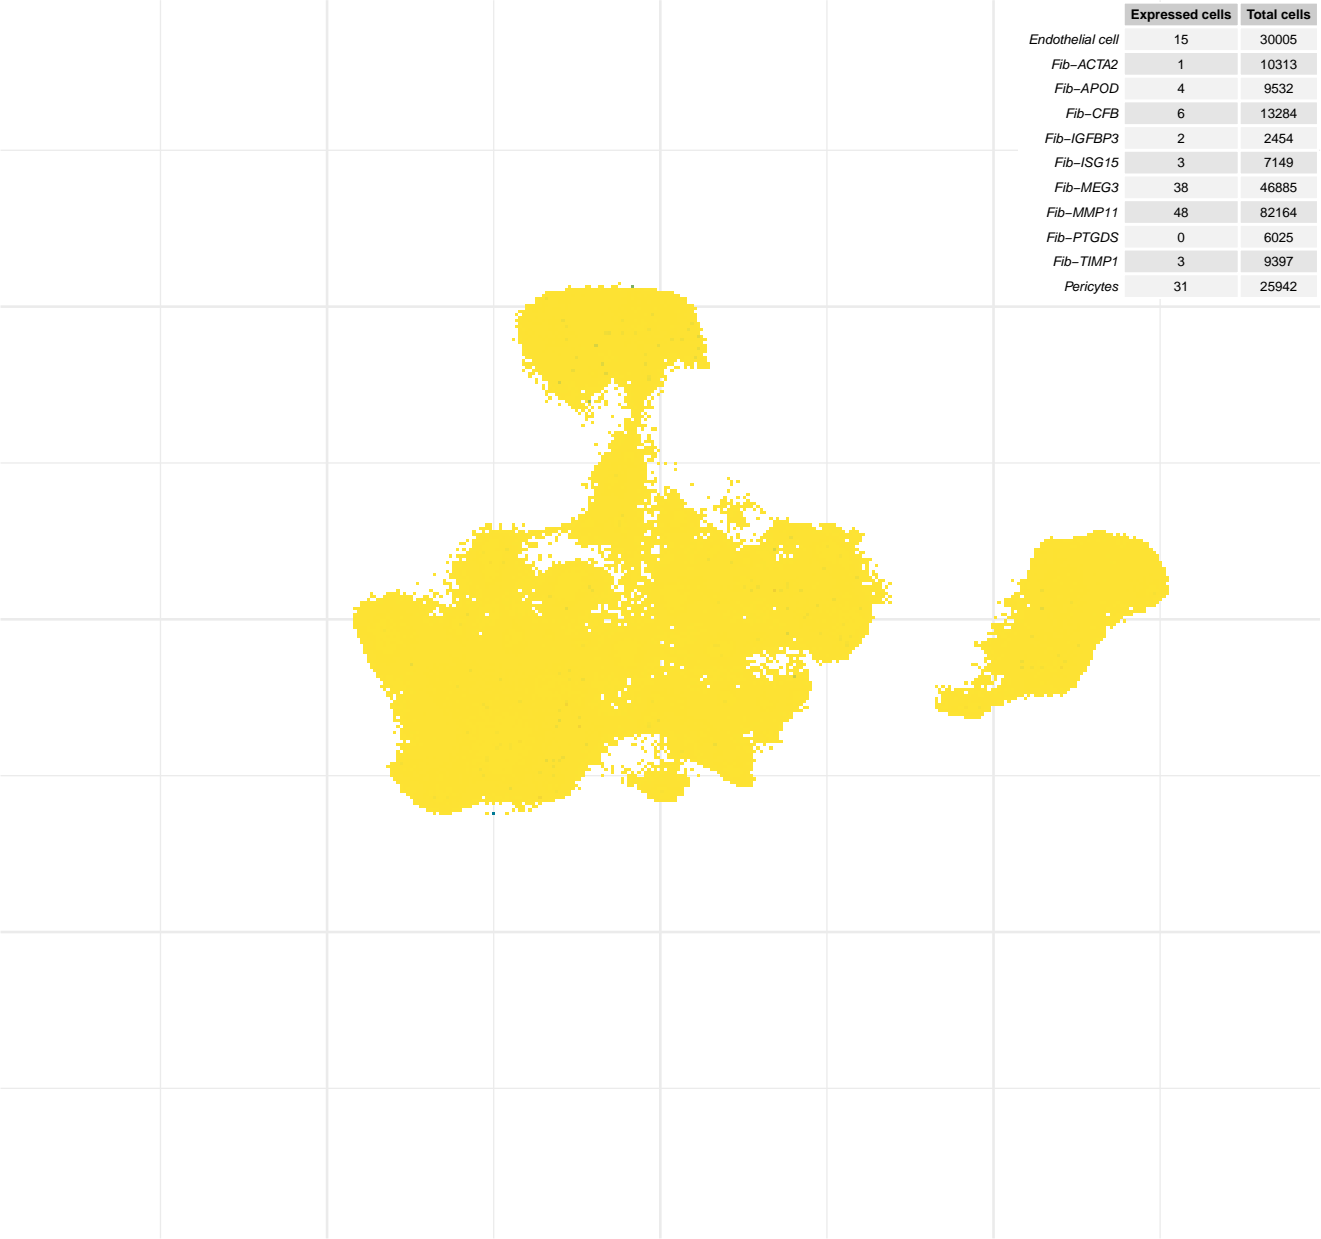 Expressed cells Total cells
Endothelial cell 15 30005
Fib−ACTA2 1 10313
Fib−APOD 4 9532
Fib−CFB 6 13284
Fib−IGFBP3 2 2454
Fib−ISG15 3 7149
Fib−MEG3 38 46885
Fib−MMP11 48 82164
Fib−PTGDS 0 6025
Fib−TIMP1 3 9397
Pericytes 31 25942